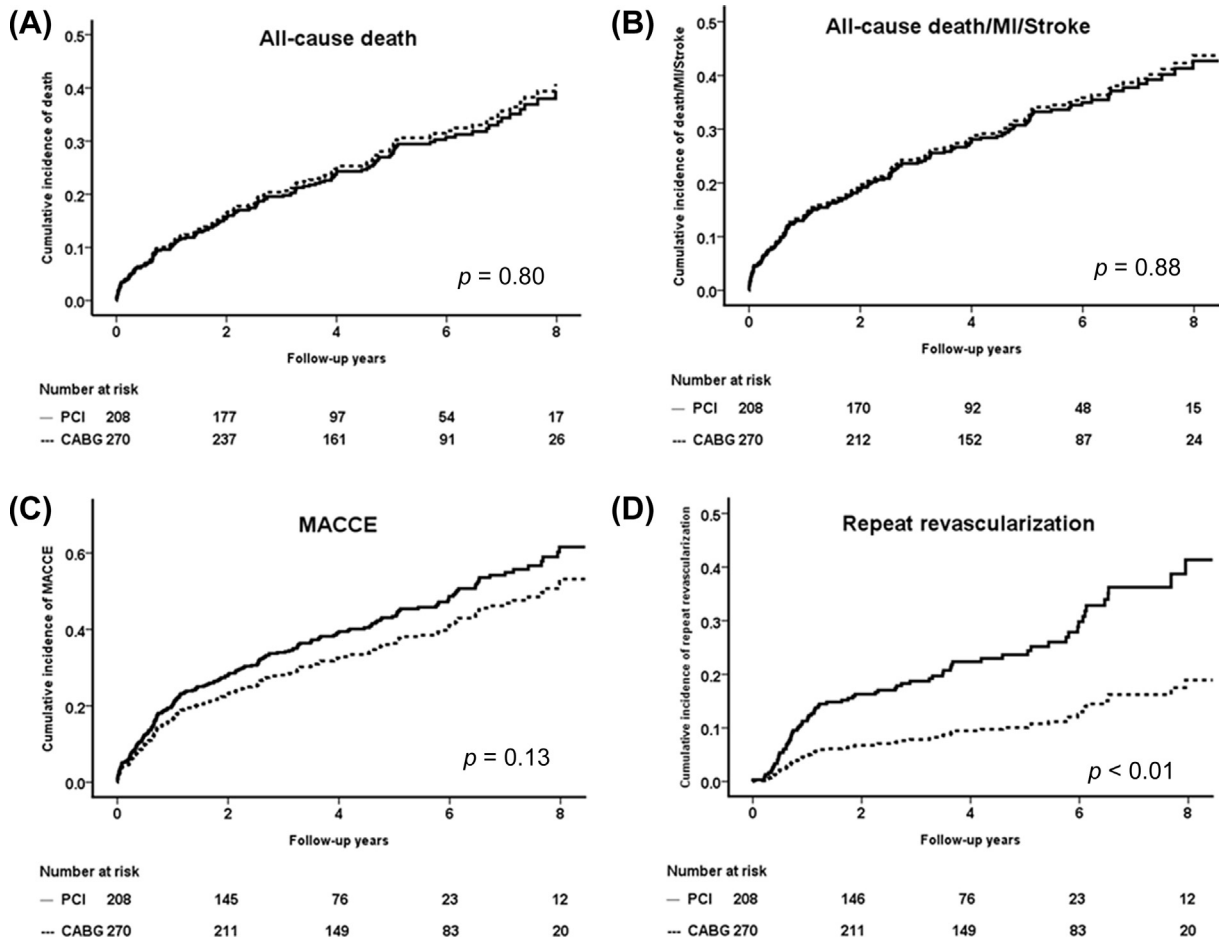 (A)
All-cause death
Cumulative incidence of death
0.5
0.4
0.3
0.2
0.1
0.0
p = 0.80
0 2 4 6 8
Follow-up years
Number at risk
— PCI 208 177 97 54 17
--- CABG 270 237 161 91 26
(B)
All-cause death/MI/Stroke
Cumulative incidence of death/MI/Stroke
0.5
0.4
0.3
0.2
0.1
0.0
p = 0.88
0 2 4 6 8
Follow-up years
Number at risk
— PCI 208 170 92 48 15
--- CABG 270 212 152 87 24
(C)
MACCE
Cumulative incidence of MACCE
0.6
0.4
0.2
0.0
p = 0.13
0 2 4 6 8
Follow-up years
Number at risk
— PCI 208 145 76 23 12
--- CABG 270 211 149 83 20
(D)
Repeat revascularization
Cumulative incidence of repeat revascularization
0.5
0.4
0.3
0.2
0.1
0.0
p < 0.01
0 2 4 6 8
Follow-up years
Number at risk
— PCI 208 146 76 23 12
--- CABG 270 211 149 83 20